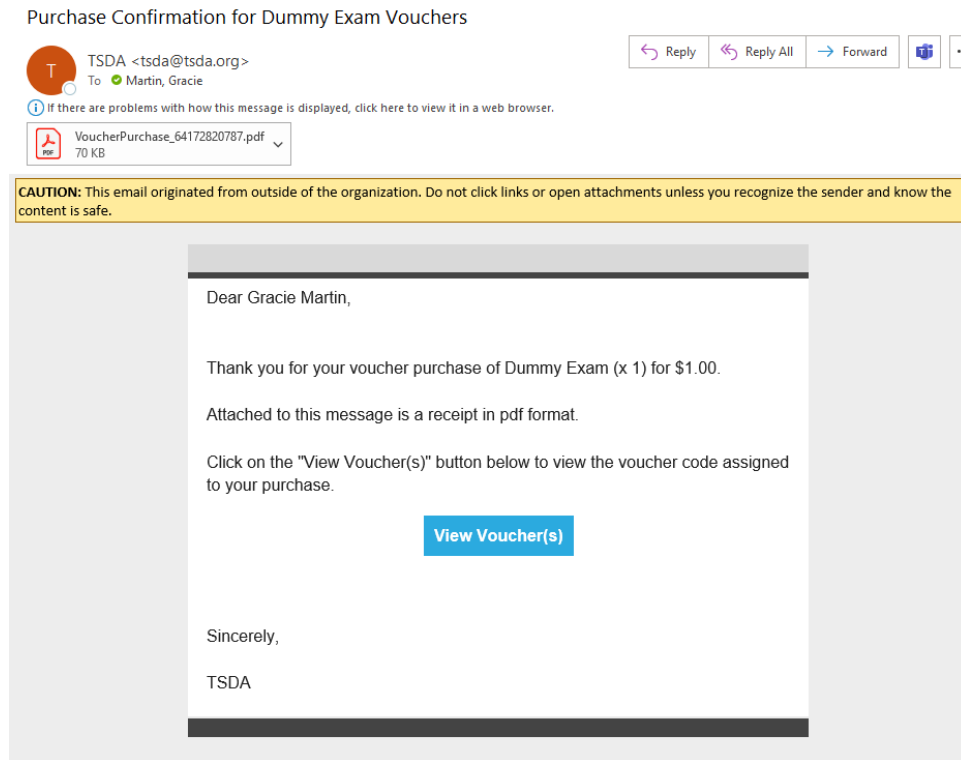 Purchase Confirmation for Dummy Exam Vouchers
T
TSDA <tsda@tsda.org>
To Martin, Gracie
Reply
Reply All
Forward
i If there are problems with how this message is displayed, click here to view it in a web browser.
PDF
VoucherPurchase_64172820787.pdf
70 KB
CAUTION: This email originated from outside of the organization. Do not click links or open attachments unless you recognize the sender and know the
content is safe.
Dear Gracie Martin,
Thank you for your voucher purchase of Dummy Exam (x 1) for $1.00.
Attached to this message is a receipt in pdf format.
Click on the "View Voucher(s)" button below to view the voucher code assigned
to your purchase.
View Voucher(s)
Sincerely,
TSDA